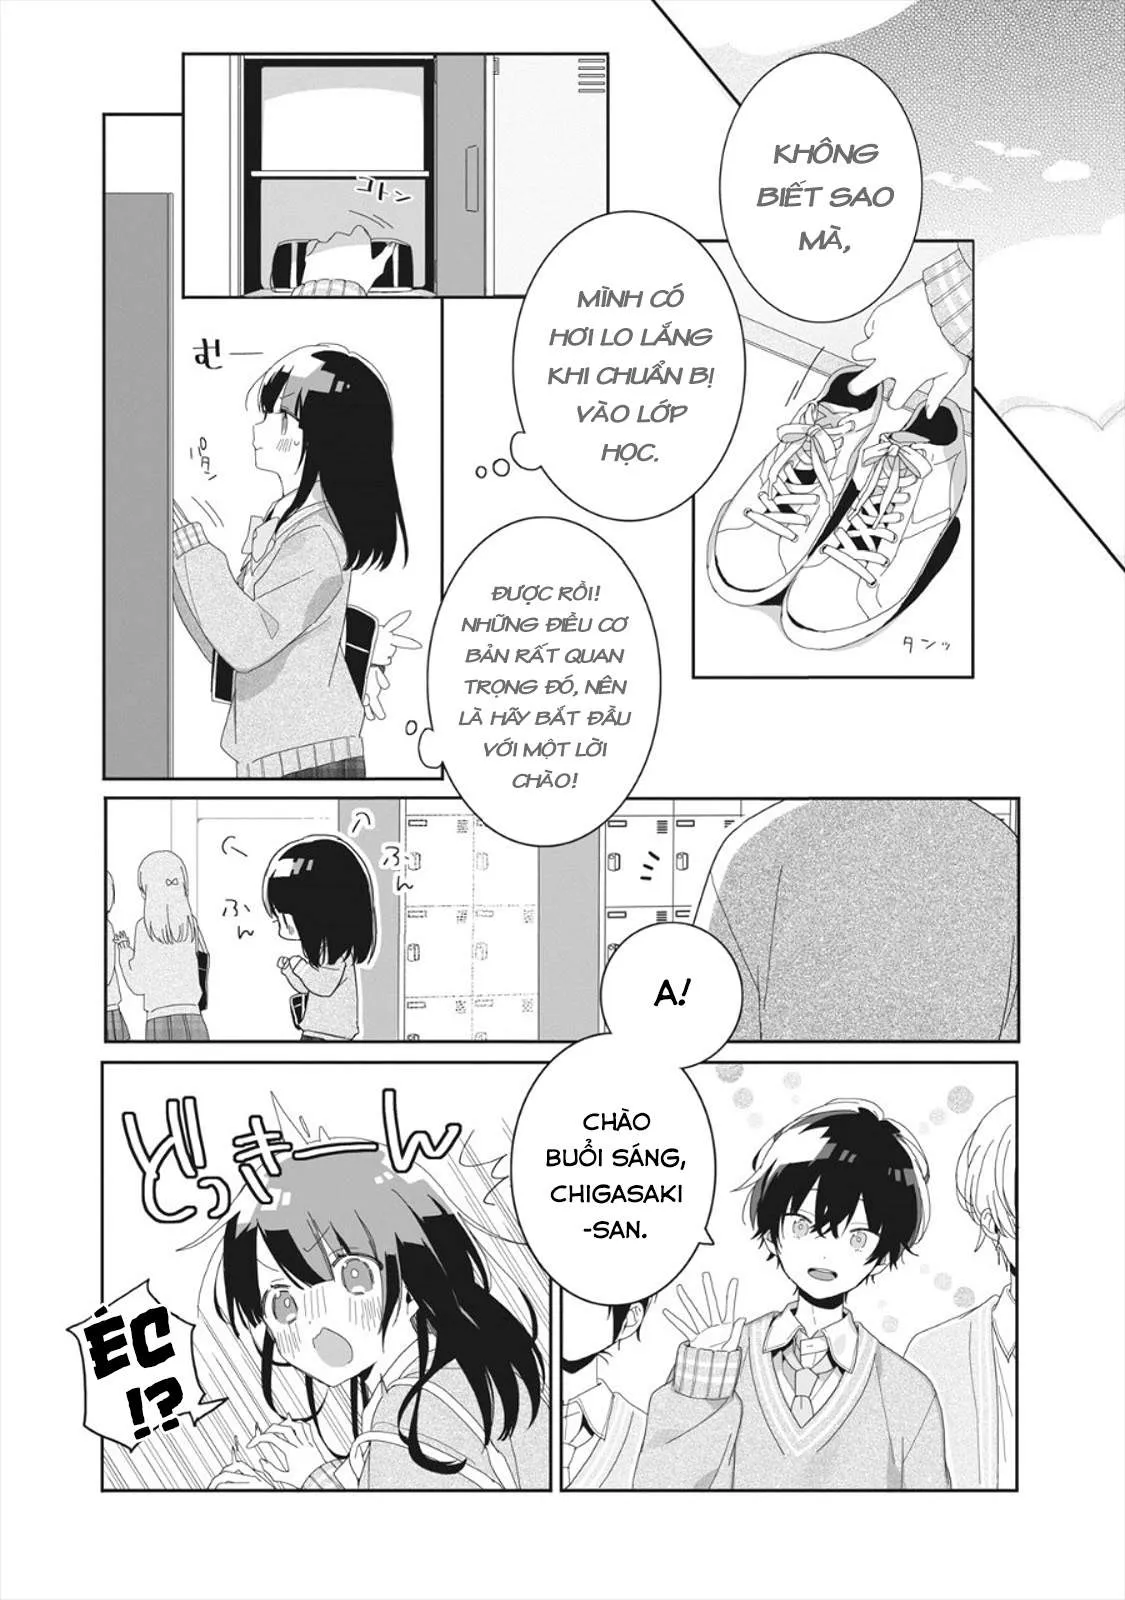 KHÔNG
BIẾT SAO
MÀ,
MÌNH CÓ
HƠI LO LẮNG
KHI CHUẨN BỊ
VÀO LỚP
HỌC.
タンッ
コトン
むー
パタン
ĐƯỢC RỒI!
NHỮNG ĐIỀU CƠ
BẢN RẤT QUAN
TRỌNG ĐÓ, NÊN
LÀ HÃY BẮT ĐẦU
VỚI MỘT LỜI
CHÀO!
ふん
ふん
A!
CHÀO
BUỔI SÁNG,
CHIGASAKI
-SAN.
どっきーん
ÉC
!?